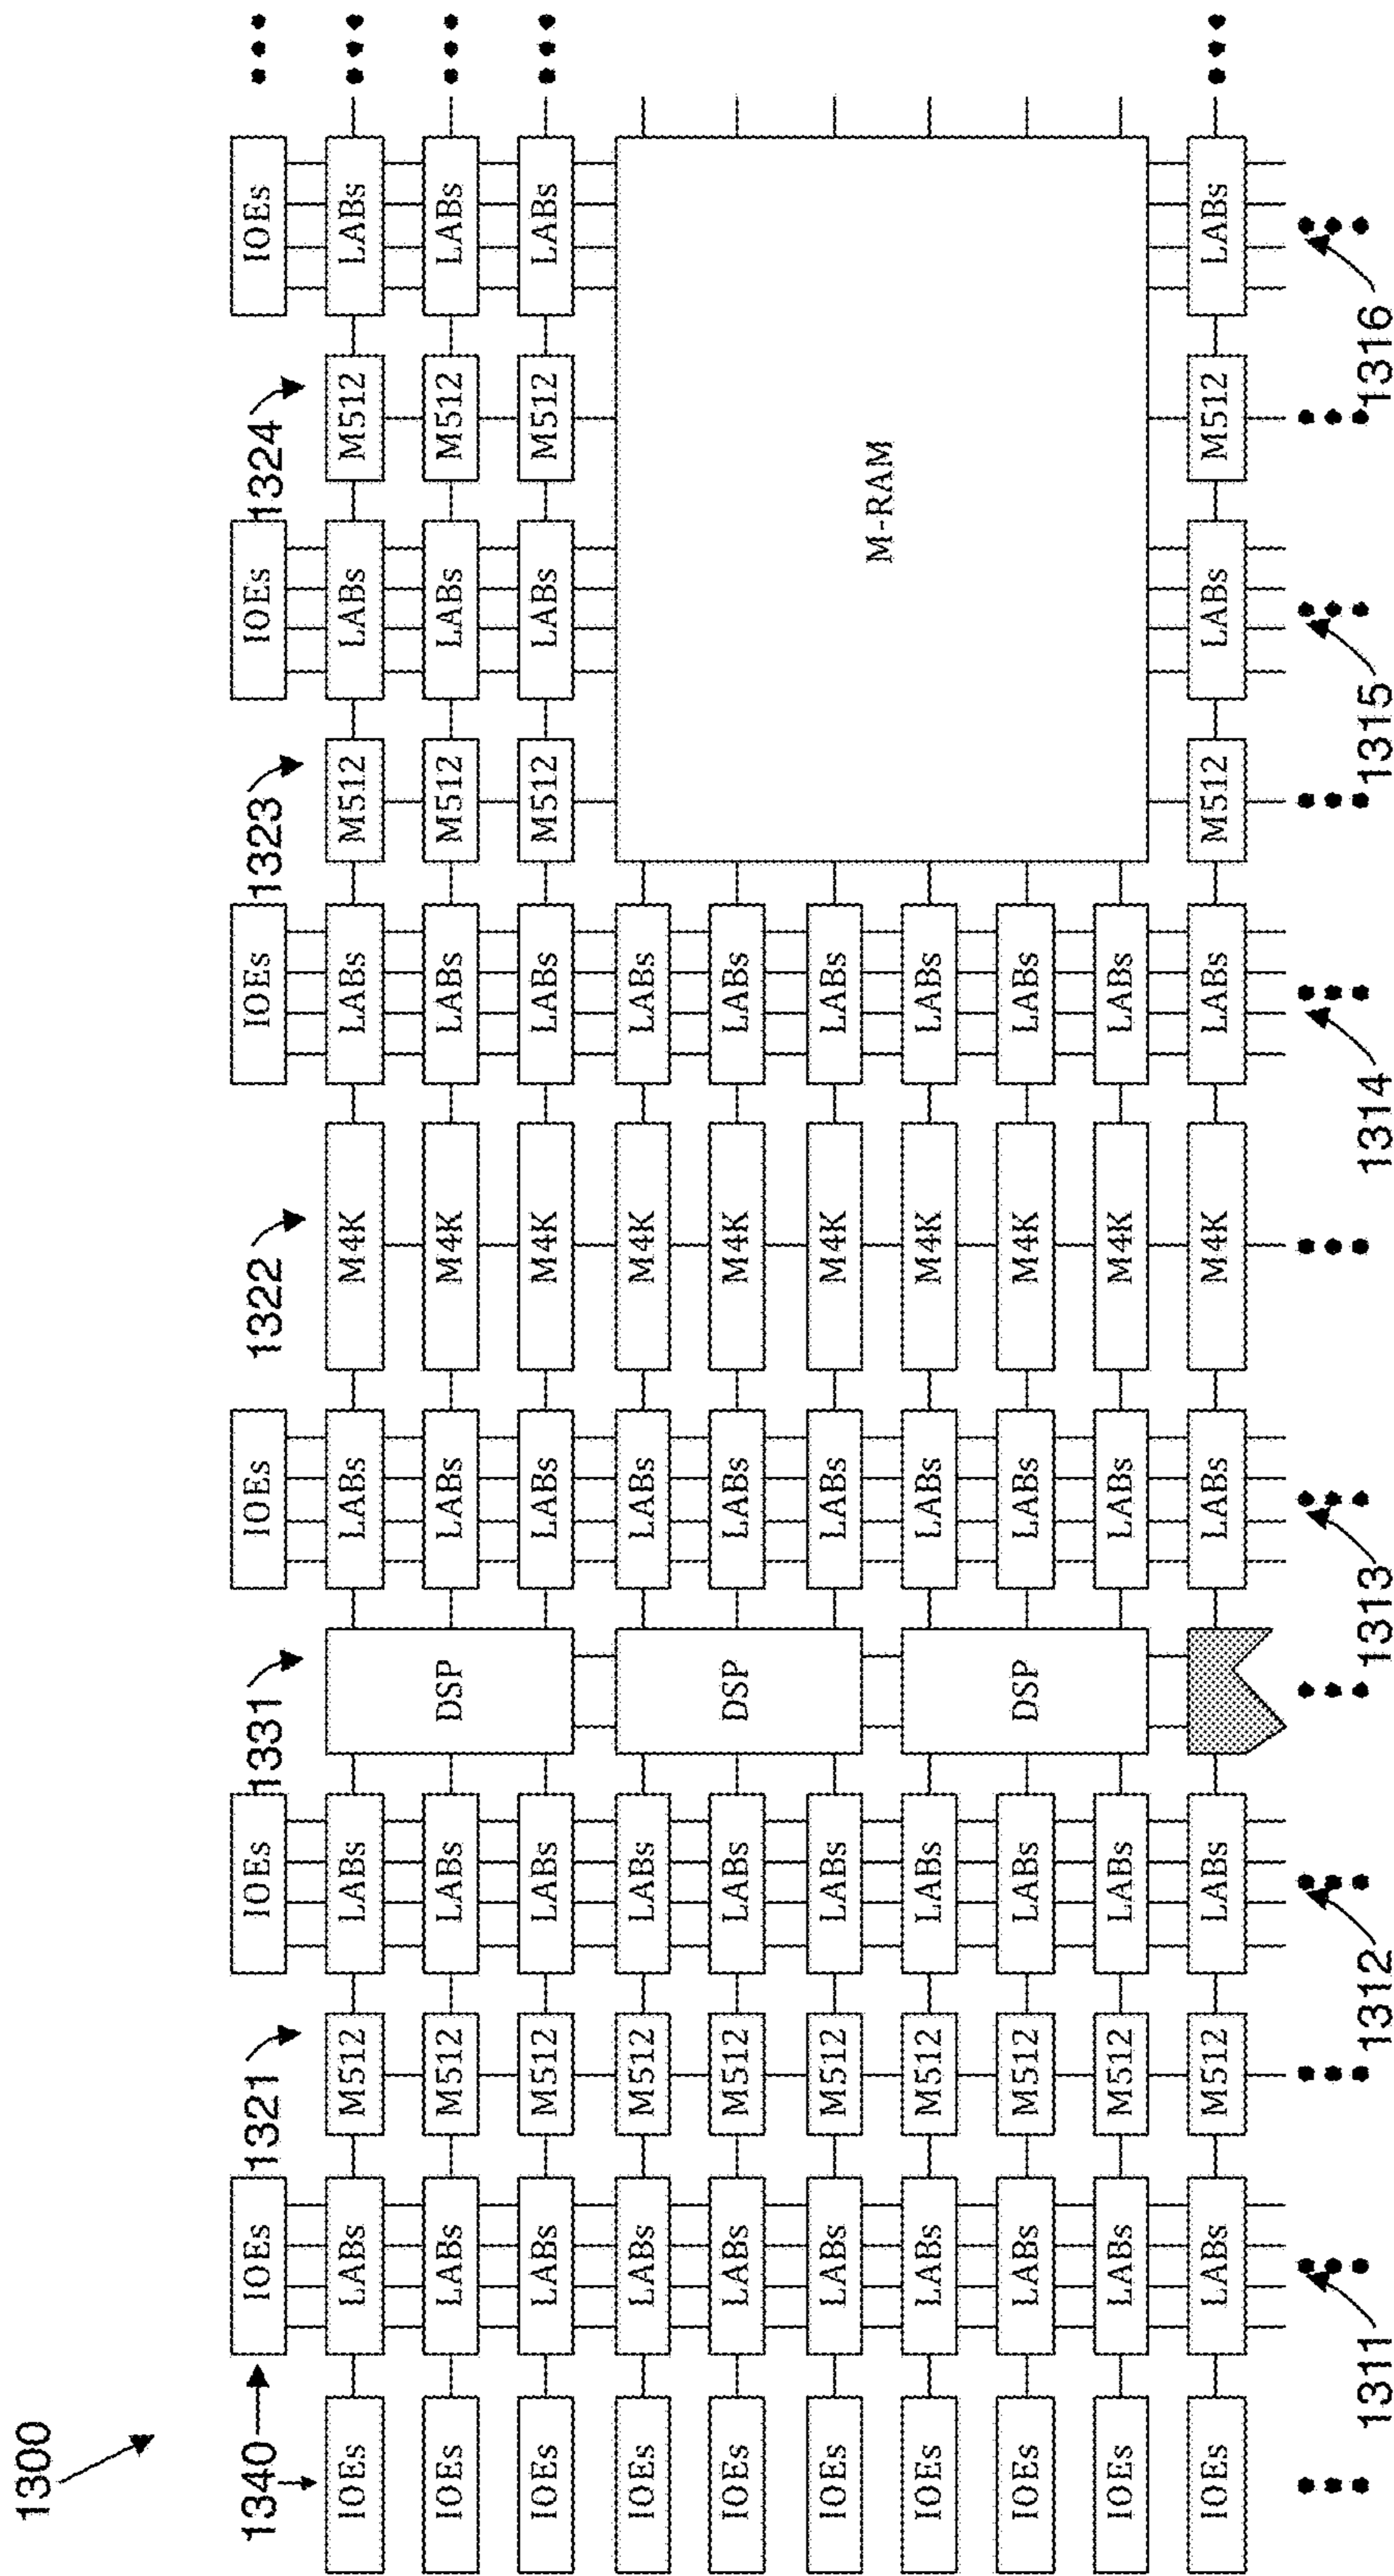 1300
1340 IOEs 1321 IOEs 1331 IOEs 1322 IOEs 1323 IOEs 1324 IOEs
IOEs LABs M512 LABs LABs M4K LABs M512 LABs M512 LABs
IOEs LABs M512 LABs DSP LABs M4K LABs M512 LABs M512 LABs
IOEs LABs M512 LABs LABs M4K LABs M512 LABs M512 LABs
IOEs LABs M512 LABs LABs M4K LABs
IOEs LABs M512 LABs DSP LABs M4K LABs
IOEs LABs M512 LABs LABs M4K LABs
M-RAM
IOEs LABs M512 LABs LABs M4K LABs
IOEs LABs M512 LABs DSP LABs M4K LABs
IOEs LABs M512 LABs LABs M4K LABs
IOEs LABs M512 LABs LABs M4K LABs M512 LABs M512 LABs
1311 1312 1313 1314 1315 1316